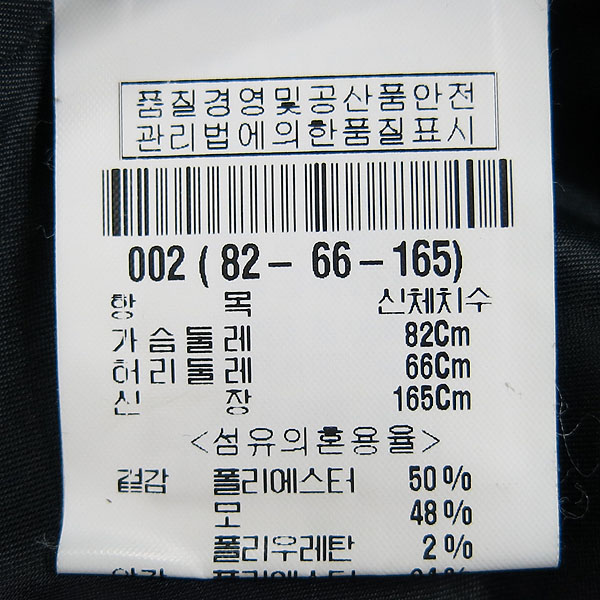 품질경영및공산품안전
관리법에의한품질표시
002 ( 82 - 66 - 165)
항 목 신체치수
가슴둘레 82Cm
허리둘레 66Cm
신 장 165Cm
<섬유의혼용율>
겉감 폴리에스터 50%
모 48%
폴리우레탄 2%